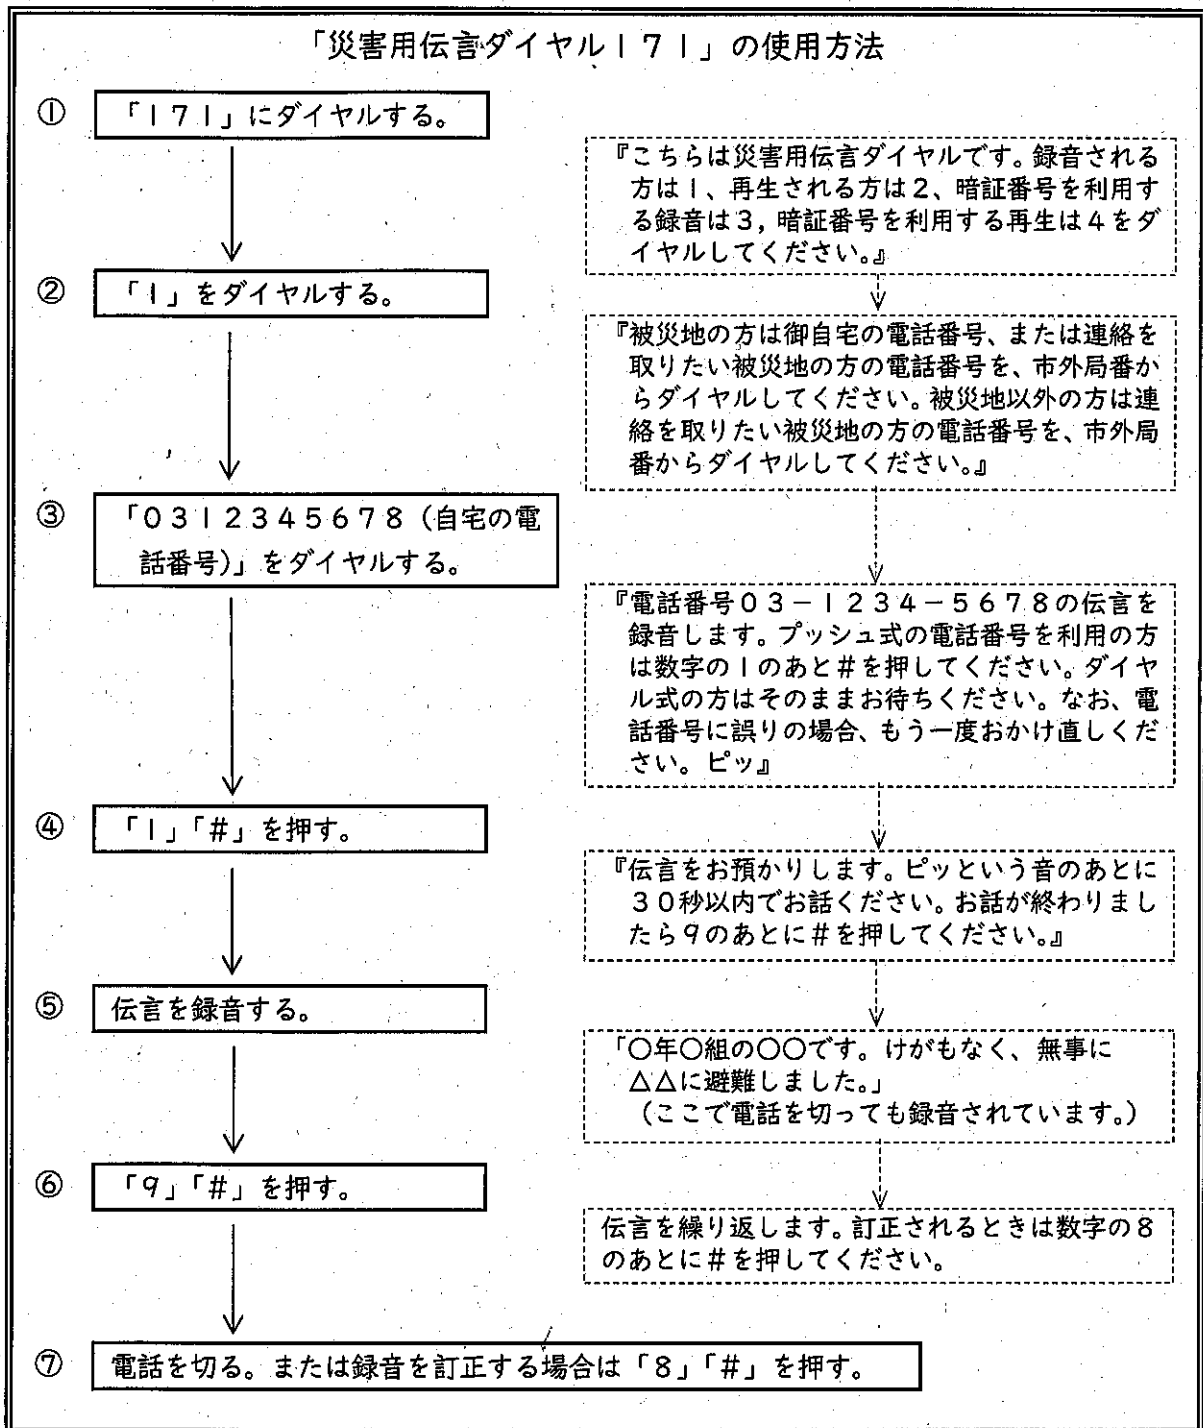 「災害用伝言ダイヤル171」の使用方法
① 「171」にダイヤルする。
『こちらは災害用伝言ダイヤルです。録音される
方は1、再生される方は2、暗証番号を利用す
る録音は3,暗証番号を利用する再生は4をダ
イヤルしてください。』
② 「1」をダイヤルする。
『被災地の方は御自宅の電話番号、または連絡を
取りたい被災地の方の電話番号を、市外局番か
らダイヤルしてください。被災地以外の方は連
絡を取りたい被災地の方の電話番号を、市外局
番からダイヤルしてください。』
③ 「0312345678(自宅の電
話番号)」をダイヤルする。
『電話番号03-1234-5678の伝言を
録音します。プッシュ式の電話番号を利用の方
は数字の1のあと#を押してください。ダイヤ
ル式の方はそのままお待ちください。なお、電
話番号に誤りの場合、もう一度おかけ直しくだ
さい。ピッ』
④ 「1」「#」を押す。
『伝言をお預かりします。ピッという音のあとに
30秒以内でお話ください。お話が終わりまし
たら9のあとに#を押してください。』
⑤ 伝言を録音する。
「○年○組の○○です。けがもなく、無事に
△△に避難しました。」
(ここで電話を切っても録音されています。)
⑥ 「9」「#」を押す。
伝言を繰り返します。訂正されるときは数字の8
のあとに#を押してください。
⑦ 電話を切る。または録音を訂正する場合は「8」「#」を押す。